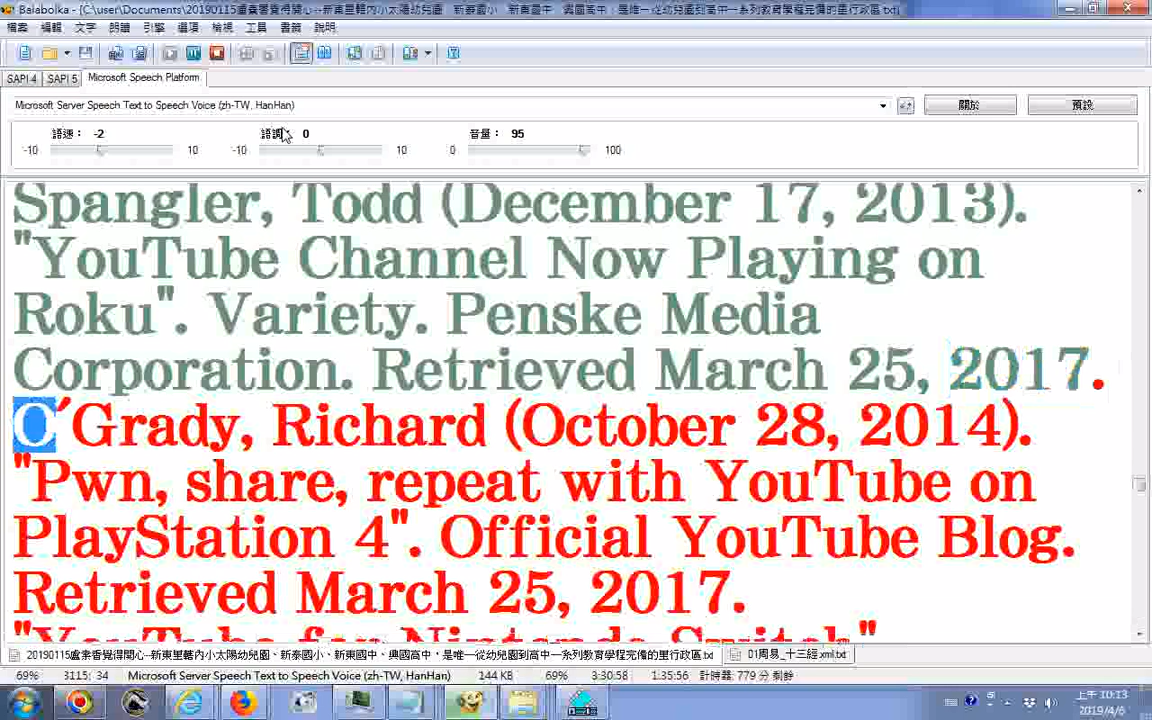 Balabolka - [C:\user\Documents\20190115盧秉香覺得開心--新東里轄內小太陽幼兒園、新泰國小、新東國中、興國高中，是唯一從幼兒園到高中一系列教育學程完備的里行政區.txt]
檔案 編輯 文字 朗讀 引擎 選項 檢視 工具 書籤 說明
SAPI 4 SAPI 5 Microsoft Speech Platform
Microsoft Server Speech Text to Speech Voice (zh-TW, HanHan) 關於 預設
語速： -2 語調： 0 音量： 95
-10 10 -10 10 0 100
Spangler, Todd (December 17, 2013).
"YouTube Channel Now Playing on
Roku". Variety. Penske Media
Corporation. Retrieved March 25, 2017.
O´Grady, Richard (October 28, 2014).
"Pwn, share, repeat with YouTube on
PlayStation 4". Official YouTube Blog.
Retrieved March 25, 2017.
"YouTube for Nintendo Switch"
20190115盧秉香覺得開心--新東里轄內小太陽幼兒園、新泰國小、新東國中、興國高中，是唯一從幼兒園到高中一系列教育學程完備的里行政區.txt 01周易_十三經.xml.txt
69% 3115: 34 Microsoft Server Speech Text to Speech Voice (zh-TW, HanHan) 144 KB 69% 3:30:58 1:35:56 計時器: 779 分 剩餘
上午 10:13
2019/4/6